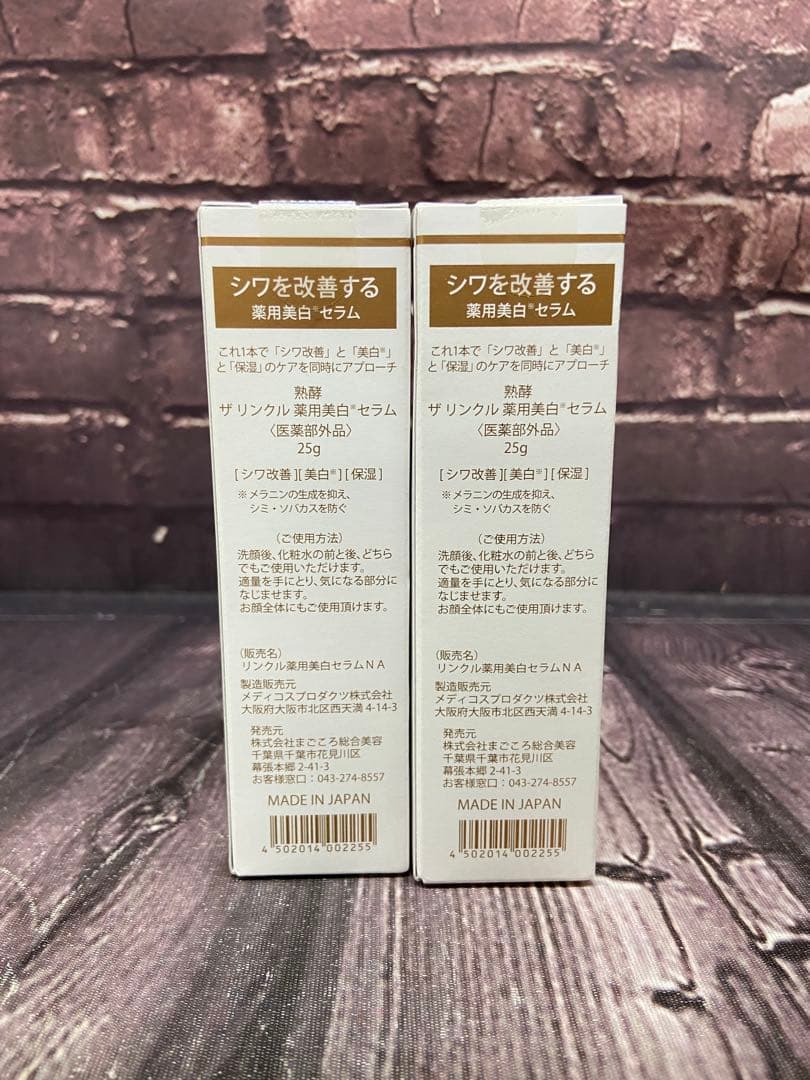 シワを改善する
薬用美白※セラム
これ1本で「シワ改善」と「美白※」
と「保湿」のケアを同時にアプローチ
熟酵
ザ リンクル 薬用美白※セラム
〈医薬部外品〉
25g
[シワ改善][美白※][保湿]
※メラニンの生成を抑え、
シミ・ソバカスを防ぐ
（ご使用方法）
洗顔後、化粧水の前と後、どちら
でもご使用いただけます。
適量を手にとり、気になる部分に
なじませます。
お顔全体にもご使用頂けます。
（販売名）
リンクル薬用美白セラムNA
製造販売元
メディコスプロダクツ株式会社
大阪府大阪市北区西天満 4-14-3
発売元
株式会社まごころ総合美容
千葉県千葉市花見川区
幕張本郷 2-41-3
お客様窓口：043-274-8557
MADE IN JAPAN
4 502014 002255
シワを改善する
薬用美白※セラム
これ1本で「シワ改善」と「美白※」
と「保湿」のケアを同時にアプローチ
熟酵
ザ リンクル 薬用美白※セラム
〈医薬部外品〉
25g
[シワ改善][美白※][保湿]
※メラニンの生成を抑え、
シミ・ソバカスを防ぐ
（ご使用方法）
洗顔後、化粧水の前と後、どちら
でもご使用いただけます。
適量を手にとり、気になる部分に
なじませます。
お顔全体にもご使用頂けます。
（販売名）
リンクル薬用美白セラムNA
製造販売元
メディコスプロダクツ株式会社
大阪府大阪市北区西天満 4-14-3
発売元
株式会社まごころ総合美容
千葉県千葉市花見川区
幕張本郷 2-41-3
お客様窓口：043-274-8557
MADE IN JAPAN
4 502014 002255